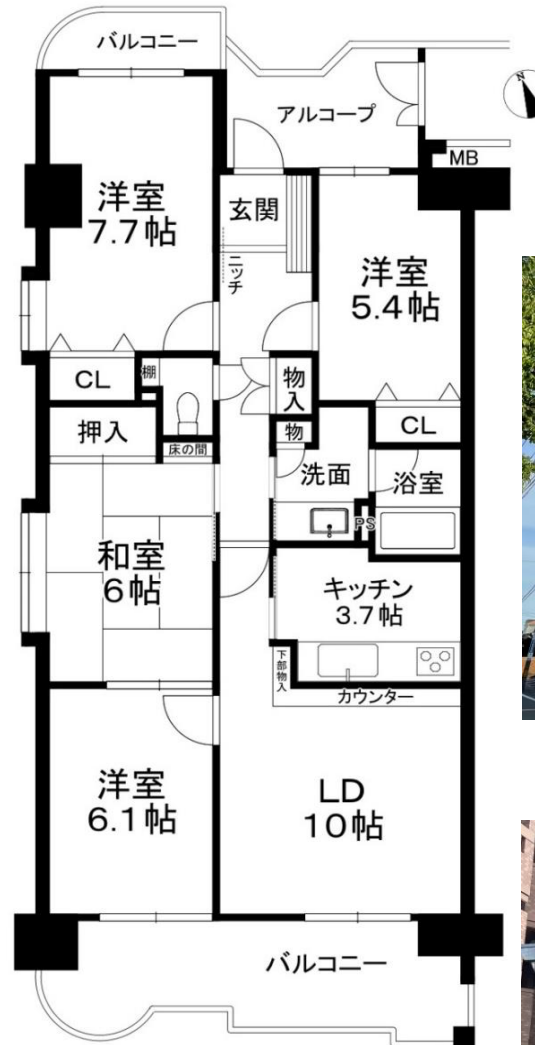 バルコニー
アルコープ
N
MB
洋室
7.7帖
玄関
ニッチ
洋室
5.4帖
CL
棚
物入
押入
床の間
物
CL
洗面
浴室
PS
和室
6帖
キッチン
3.7帖
下部物入
カウンター
洋室
6.1帖
LD
10帖
バルコニー